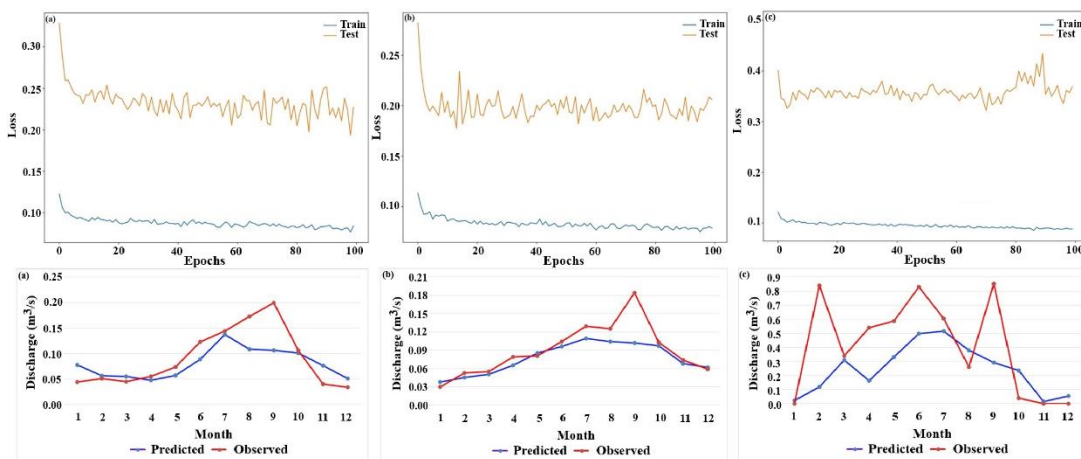 (a)
Train
Test
0.30
0.25
0.20
0.15
0.10
Loss
0 20 40 60 80 100
Epochs
(b)
Train
Test
0.25
0.20
0.15
0.10
Loss
0 20 40 60 80 100
Epochs
(c)
Train
Test
0.5
0.4
0.3
0.2
0.1
Loss
0 20 40 60 80 100
Epochs
(a)
0.25
0.20
0.15
0.10
0.05
0.00
Discharge (m³/s)
1 2 3 4 5 6 7 8 9 10 11 12
Month
Predicted Observed
(b)
0.21
0.18
0.15
0.12
0.09
0.06
0.03
0.00
Discharge (m³/s)
1 2 3 4 5 6 7 8 9 10 11 12
Month
Predicted Observed
(c)
0.9
0.8
0.7
0.6
0.5
0.4
0.3
0.2
0.1
0.0
Discharge (m³/s)
1 2 3 4 5 6 7 8 9 10 11 12
Month
Predicted Observed